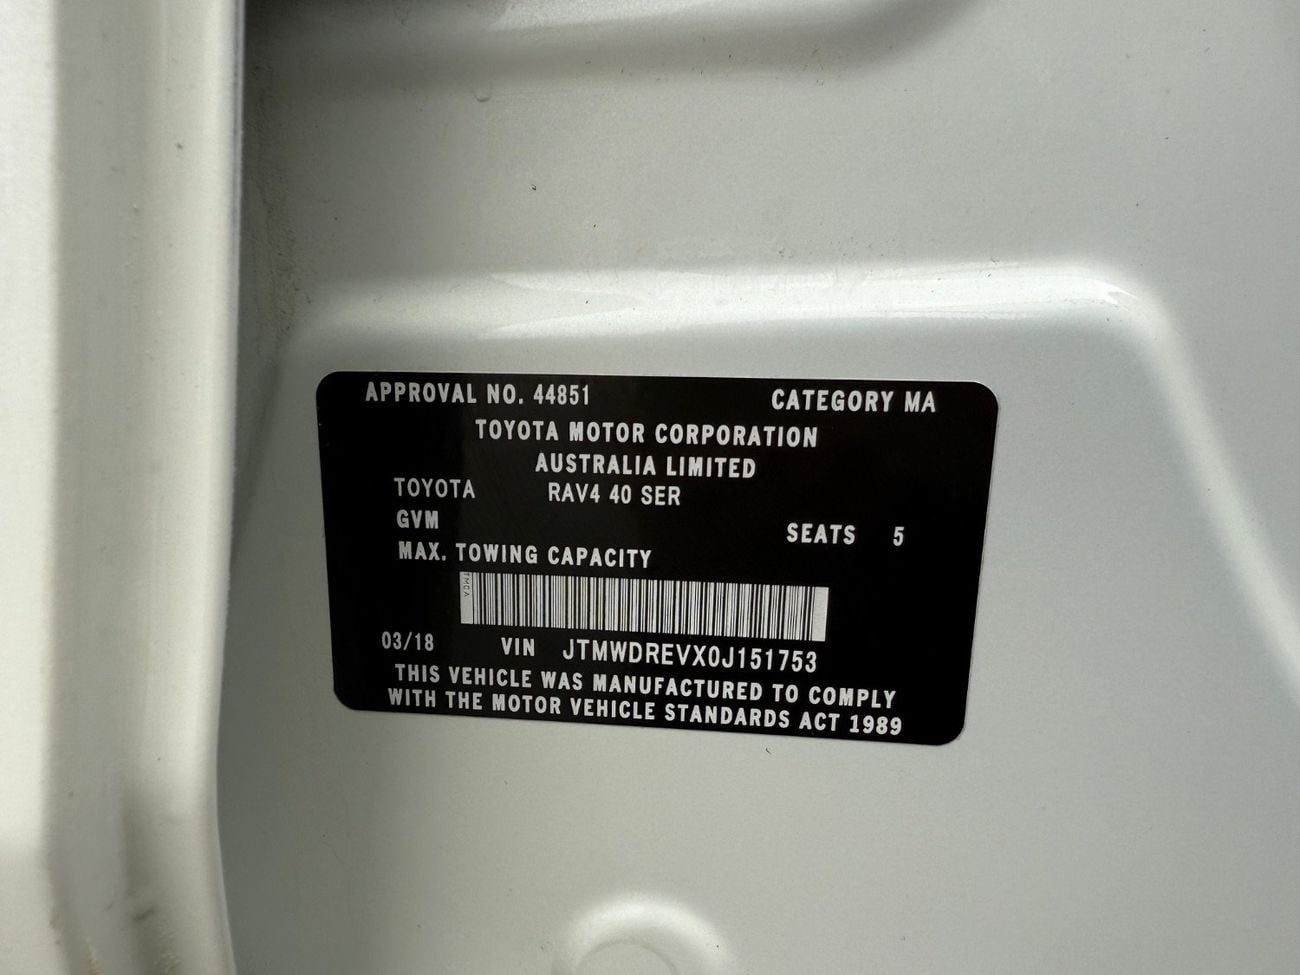 APPROVAL NO. 44851 CATEGORY MA
TOYOTA MOTOR CORPORATION
AUSTRALIA LIMITED
TOYOTA RAV4 40 SER
GVM SEATS 5
MAX. TOWING CAPACITY
TMCA
03/18 VIN JTMWDREVX0J151753
THIS VEHICLE WAS MANUFACTURED TO COMPLY
WITH THE MOTOR VEHICLE STANDARDS ACT 1989